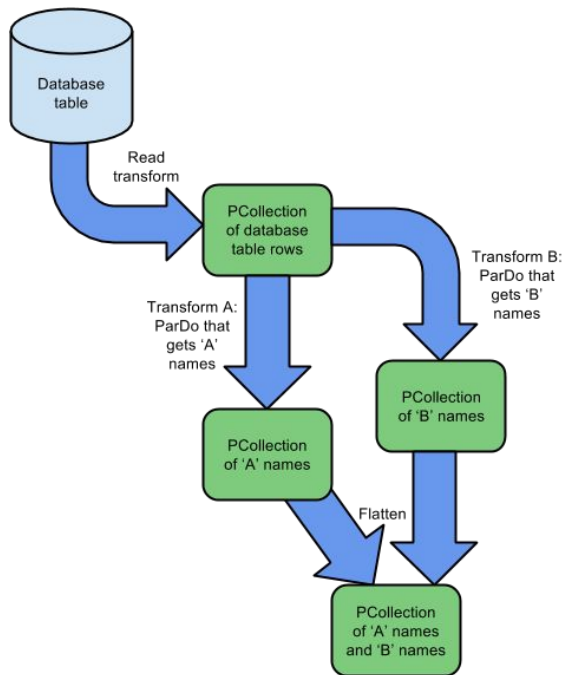 Database
table
Read
transform
PCollection
of database
table rows
Transform A:
ParDo that
gets ‘A’
names
Transform B:
ParDo that
gets ‘B’
names
PCollection
of ‘B’ names
PCollection
of ‘A’ names
Flatten
PCollection
of ‘A’ names
and ‘B’ names